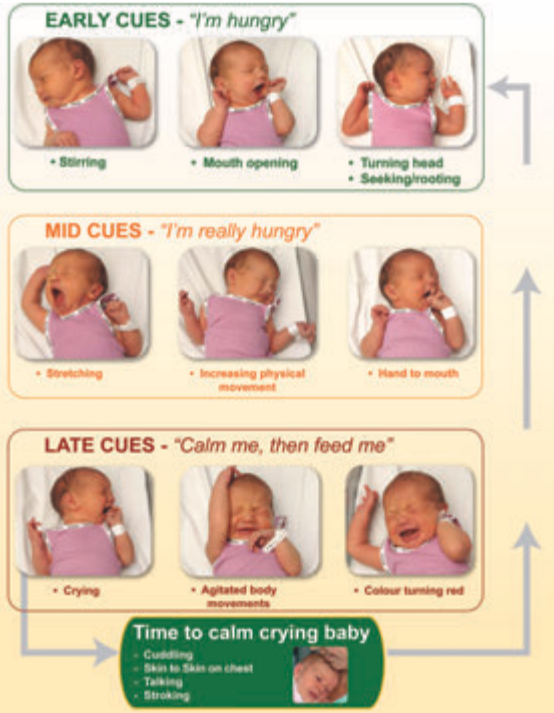 EARLY CUES - "I'm hungry"
• Stirring
• Mouth opening
• Turning head
• Seeking/rooting
MID CUES - "I'm really hungry"
• Stretching
• Increasing physical
movement
• Hand to mouth
LATE CUES - "Calm me, then feed me"
• Crying
• Agitated body
movements
• Colour turning red
Time to calm crying baby
- Cuddling
- Skin to Skin on chest
- Talking
- Stroking